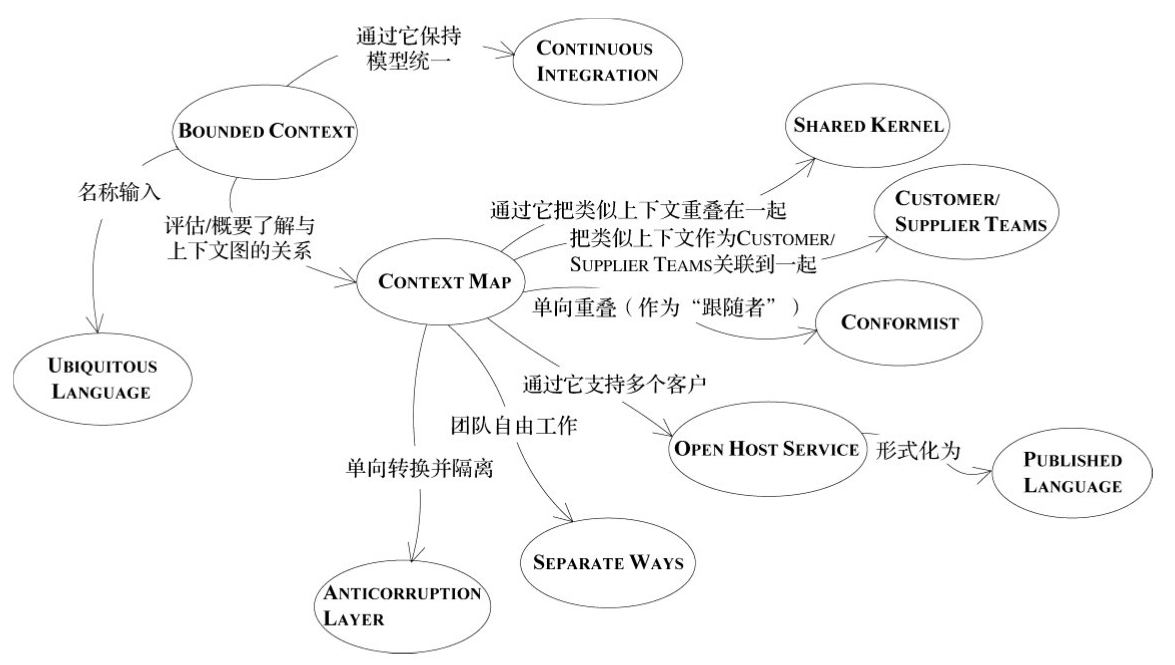 通过它保持
模型统一
CONTINUOUS
INTEGRATION
BOUNDED CONTEXT
SHARED KERNEL
名称输入
评估/概要了解与
上下文图的关系
通过它把类似上下文重叠在一起
把类似上下文作为CUSTOMER/
SUPPLIER TEAMS关联到一起
CUSTOMER/
SUPPLIER TEAMS
CONTEXT MAP
单向重叠（作为“跟随者”）
CONFORMIST
UBIQUITOUS
LANGUAGE
通过它支持多个客户
团队自由工作
OPEN HOST SERVICE
形式化为
PUBLISHED
LANGUAGE
单向转换并隔离
SEPARATE WAYS
ANTICORRUPTION
LAYER